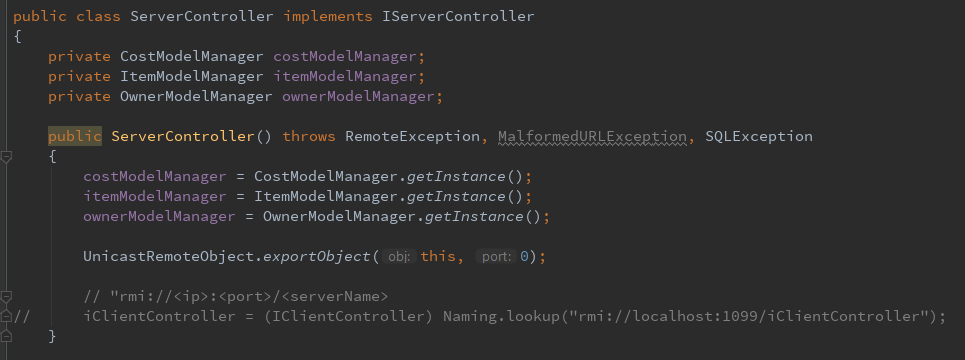 public class ServerController implements IServerController
{
    private CostModelManager costModelManager;
    private ItemModelManager itemModelManager;
    private OwnerModelManager ownerModelManager;

    public ServerController() throws RemoteException, MalformedURLException, SQLException
    {
        costModelManager = CostModelManager.getInstance();
        itemModelManager = ItemModelManager.getInstance();
        ownerModelManager = OwnerModelManager.getInstance();

        UnicastRemoteObject.exportObject( obj: this, port: 0);

        // "rmi://<ip>:<port>/<serverName>
//      iClientController = (IClientController) Naming.lookup("rmi://localhost:1099/iClientController");
    }